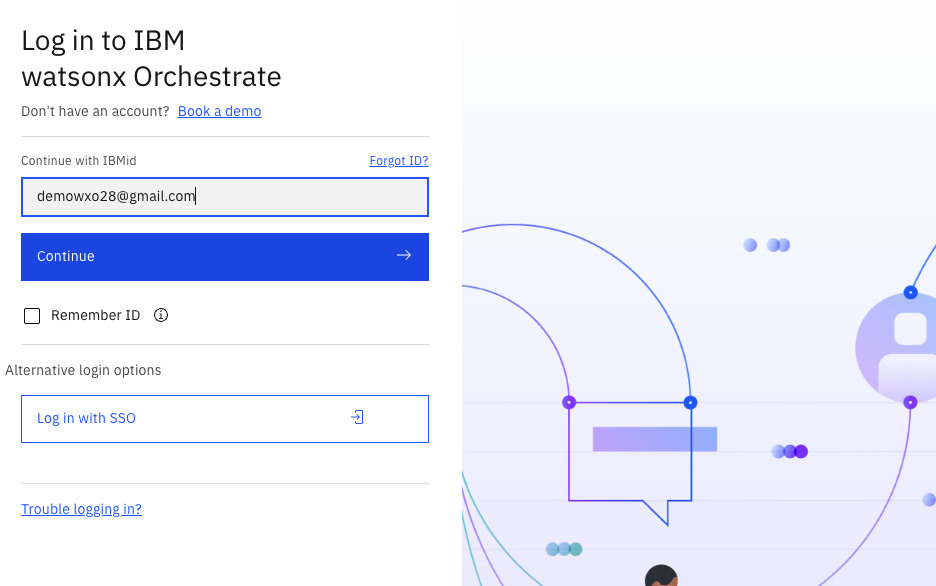 Log in to IBM
watsonx Orchestrate
Don't have an account? Book a demo
Continue with IBMid Forgot ID?
demowxo28@gmail.com
Continue
Remember ID
Alternative login options
Log in with SSO
Trouble logging in?